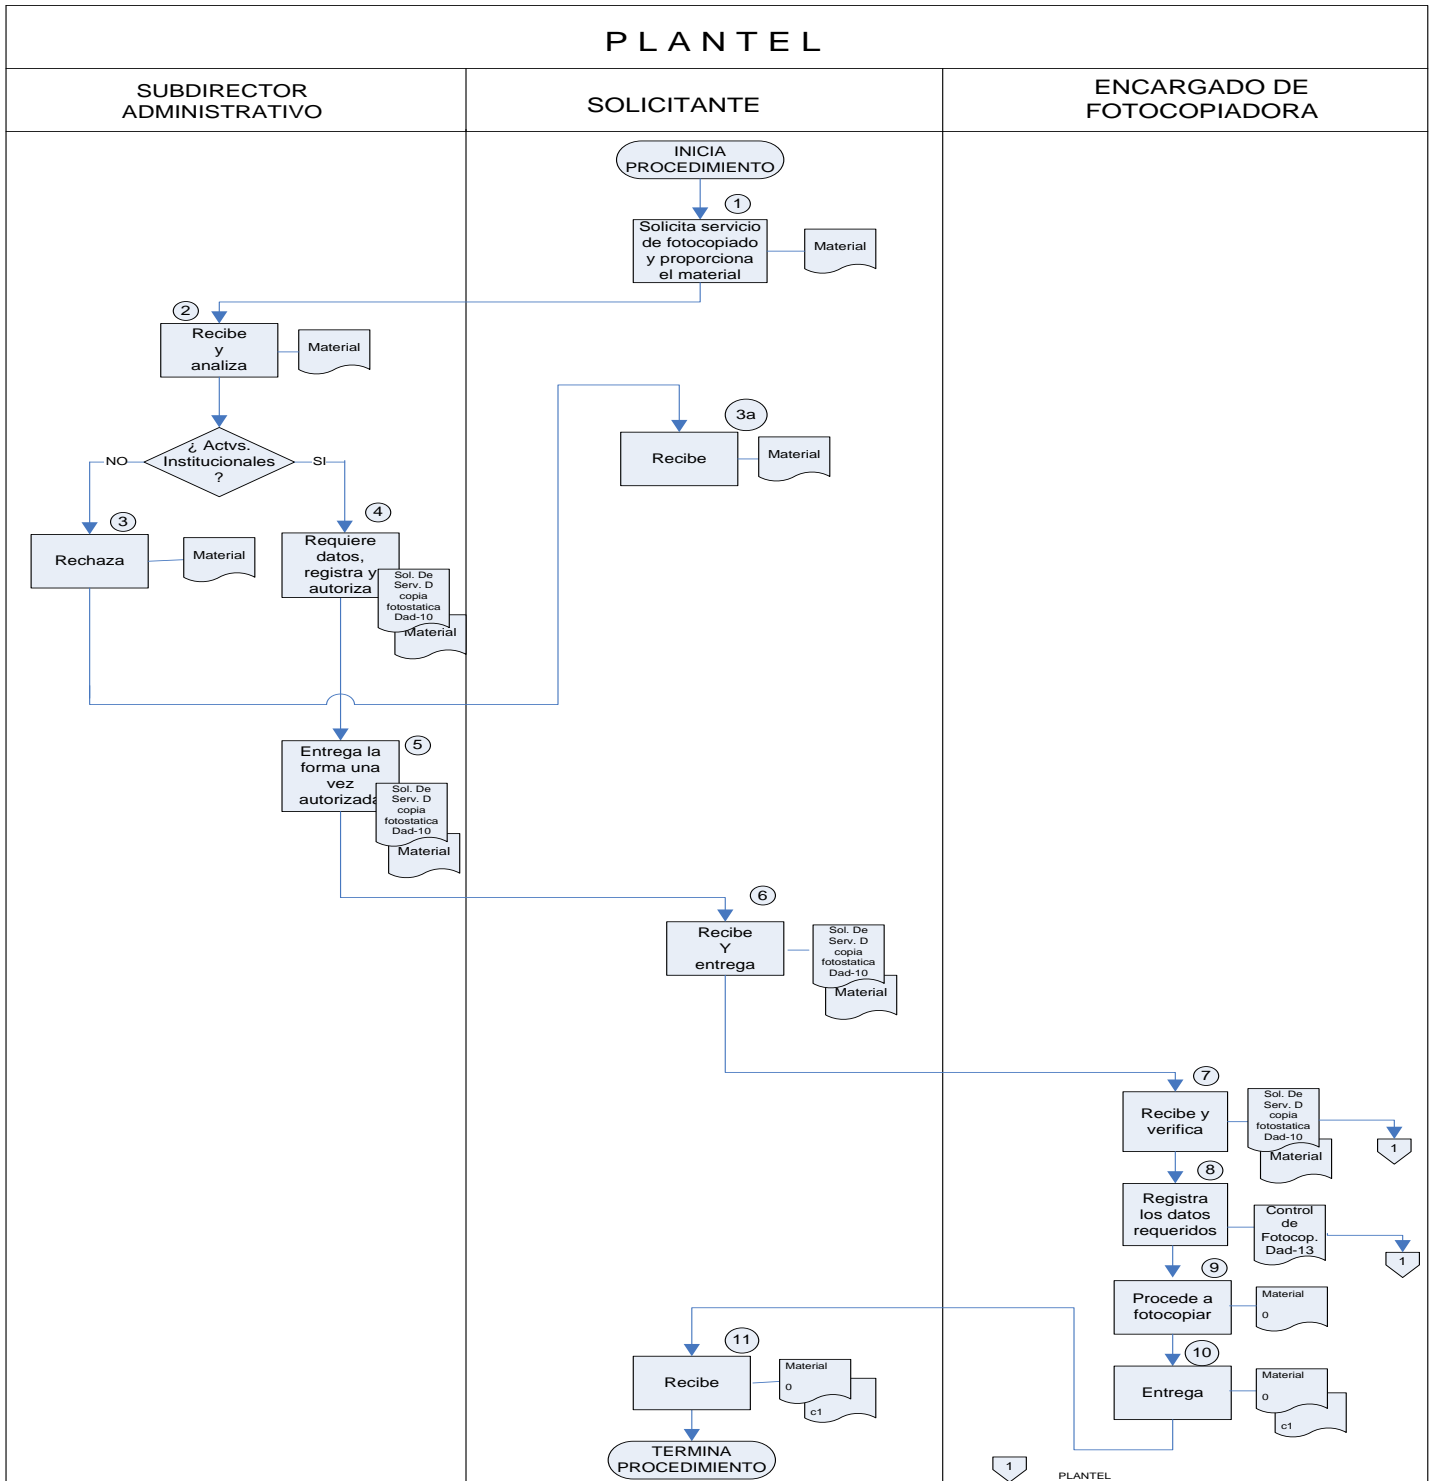 PLANTEL
SUBDIRECTOR
ADMINISTRATIVO
SOLICITANTE
ENCARGADO DE
FOTOCOPIADORA
INICIA
PROCEDIMIENTO
1
Solicita servicio
de fotocopiado
y proporciona
el material
Material
2
Recibe
y
analiza
Material
¿ Actvs.
Institucionales
?
NO
SI
3a
Recibe
Material
3
Rechaza
Material
4
Requiere
datos,
registra y
autoriza
Sol. De
Serv. D
copia
fotostatica
Dad-10
Material
5
Entrega la
forma una
vez
autorizada
Sol. De
Serv. D
copia
fotostatica
Dad-10
Material
6
Recibe
Y
entrega
Sol. De
Serv. D
copia
fotostatica
Dad-10
Material
7
Recibe y
verifica
Sol. De
Serv. D
copia
fotostatica
Dad-10
Material
1
8
Registra
los datos
requeridos
Control
de
Fotocop.
Dad-13
1
9
Procede a
fotocopiar
Material
0
10
Entrega
Material
0
c1
11
Recibe
Material
0
c1
TERMINA
PROCEDIMIENTO
1
PLANTEL